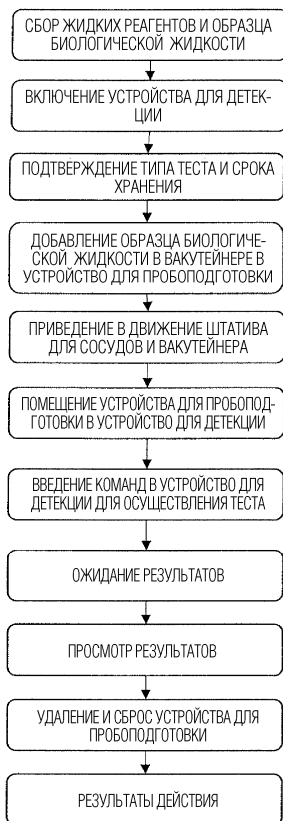 СБОР ЖИДКИХ РЕАГЕНТОВ И ОБРАЗЦА
БИОЛОГИЧЕСКОЙ ЖИДКОСТИ
ВКЛЮЧЕНИЕ УСТРОЙСТВА ДЛЯ ДЕТЕК-
ЦИИ
ПОДТВЕРЖДЕНИЕ ТИПА ТЕСТА И СРОКА
ХРАНЕНИЯ
ДОБАВЛЕНИЕ ОБРАЗЦА БИОЛОГИЧЕ-
СКОЙ ЖИДКОСТИ В ВАКУТЕЙНЕРЕ В
УСТРОЙСТВО ДЛЯ ПРОБОПОДГОТОВКИ
ПРИВЕДЕНИЕ В ДВИЖЕНИЕ ШТАТИВА
ДЛЯ СОСУДОВ И ВАКУТЕЙНЕРА
ПОМЕЩЕНИЕ УСТРОЙСТВА ДЛЯ ПРОБОПОД-
ГОТОВКИ В УСТРОЙСТВО ДЛЯ ДЕТЕКЦИИ
ВВЕДЕНИЕ КОМАНД В УСТРОЙСТВО ДЛЯ
ДЕТЕКЦИИ ДЛЯ ОСУЩЕСТВЛЕНИЯ ТЕСТА
ОЖИДАНИЕ РЕЗУЛЬТАТОВ
ПРОСМОТР РЕЗУЛЬТАТОВ
УДАЛЕНИЕ И СБРОС УСТРОЙСТВА ДЛЯ
ПРОБОПОДГОТОВКИ
РЕЗУЛЬТАТЫ ДЕЙСТВИЯ